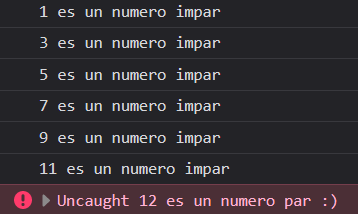 1 es un numero impar
3 es un numero impar
5 es un numero impar
7 es un numero impar
9 es un numero impar
11 es un numero impar
Uncaught 12 es un numero par :)